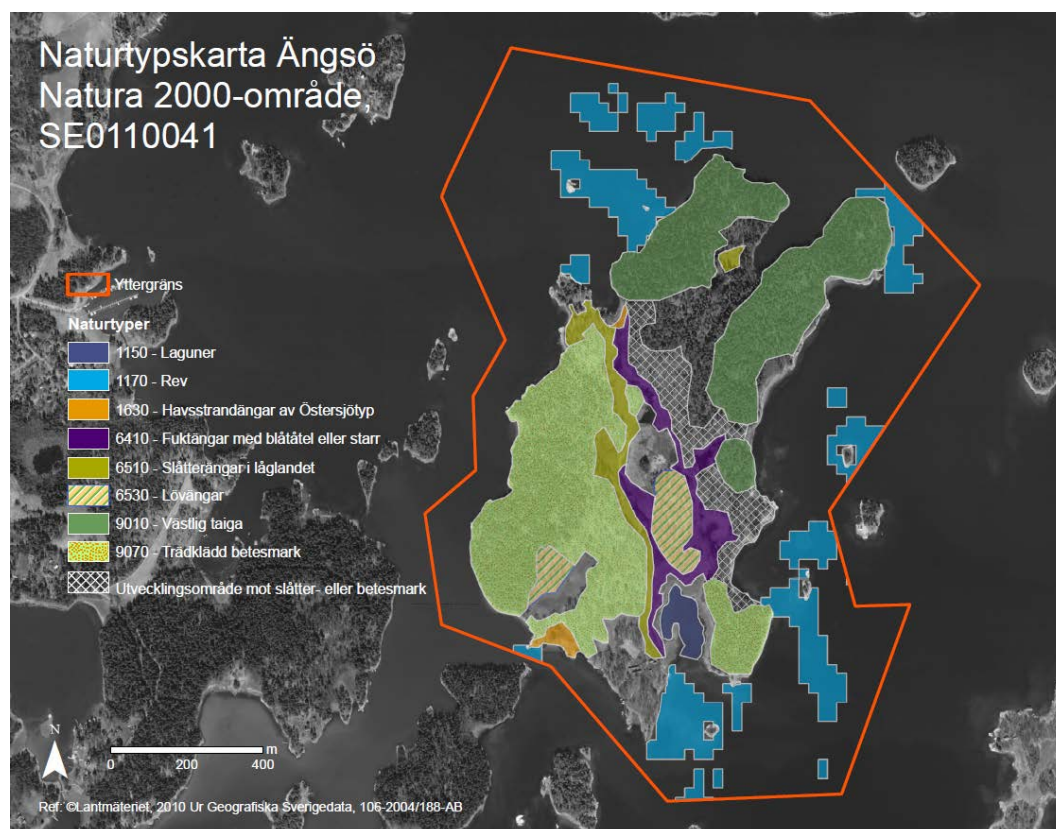 Naturtypskarta Ängsö
Natura 2000-område,
SE0110041
Yttergräns
Naturtyper
1150 - Laguner
1170 - Rev
1630 - Havsstrandängar av Östersjötyp
6410 - Fuktängar med blåtåtel eller starr
6510 - Slåtterängar i låglandet
6530 - Lövängar
9010 - Västlig taiga
9070 - Trädklädd betesmark
Utvecklingsområde mot slåtter- eller betesmark
N
m
0 200 400
Ref: ©Lantmäteriet, 2010 Ur Geografiska Sverigedata, 106-2004/188-AB